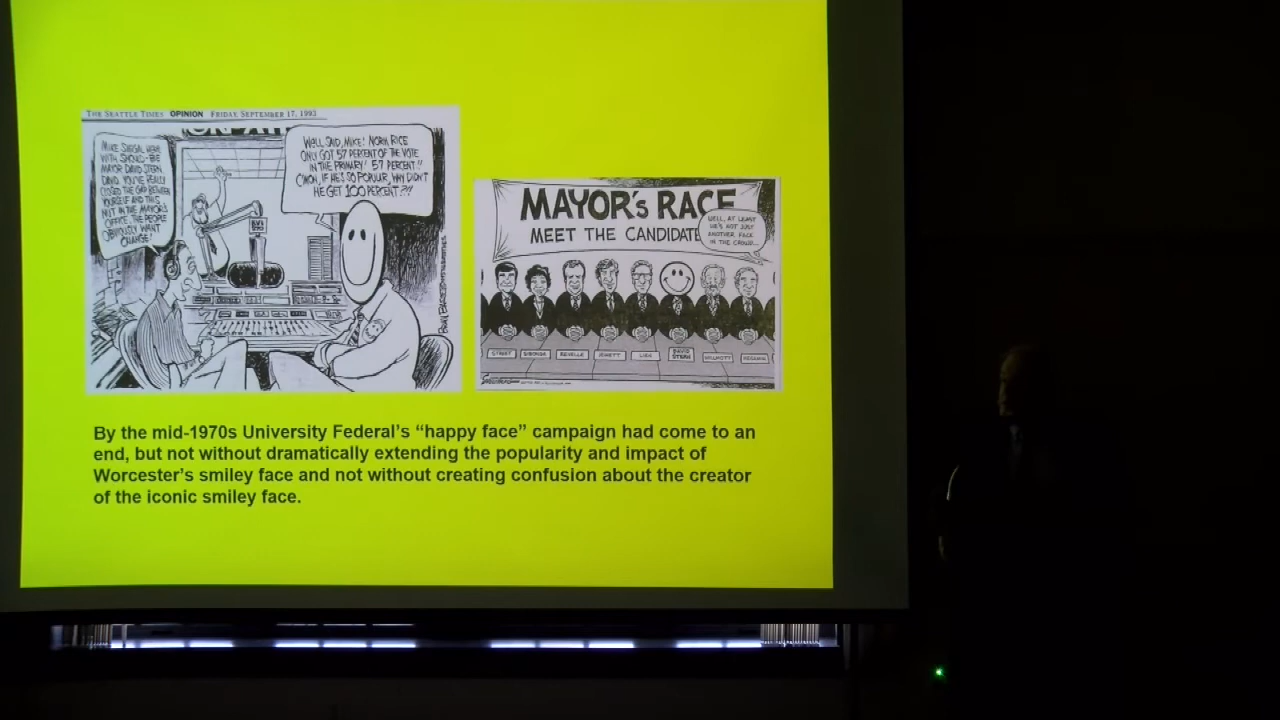 THE SEATTLE TIMES OPINION FRIDAY SEPTEMBER 17, 1993
ON AIR
MIKE SIEGAL HERE
WITH SHOULD-BE
MAYOR DAVID STERN.
DAVID, YOU'VE REALLY
CLOSED THE GAP BETWEEN
YOURSELF AND THIS
NUT IN THE MAYOR'S
OFFICE. THE PEOPLE
OBVIOUSLY WANT
CHANGE!
WELL SAID, MIKE! NORM RICE
ONLY GOT 57 PERCENT OF THE VOTE
IN THE PRIMARY! 57 PERCENT!!
C'MON, IF HE'S SO POPULAR, WHY DIDN'T
HE GET 100 PERCENT?!!
KVI
570
MAYOR'S RACE
MEET THE CANDIDATE
WELL, AT LEAST
HE'S NOT JUST
ANOTHER FACE
IN THE CROWD...
STREET
REVELLE
JEWETT
LUKE
DAVID
STERN
By the mid-1970s University Federal's “happy face” campaign had come to an
end, but not without dramatically extending the popularity and impact of
Worcester's smiley face and not without creating confusion about the creator
of the iconic smiley face.